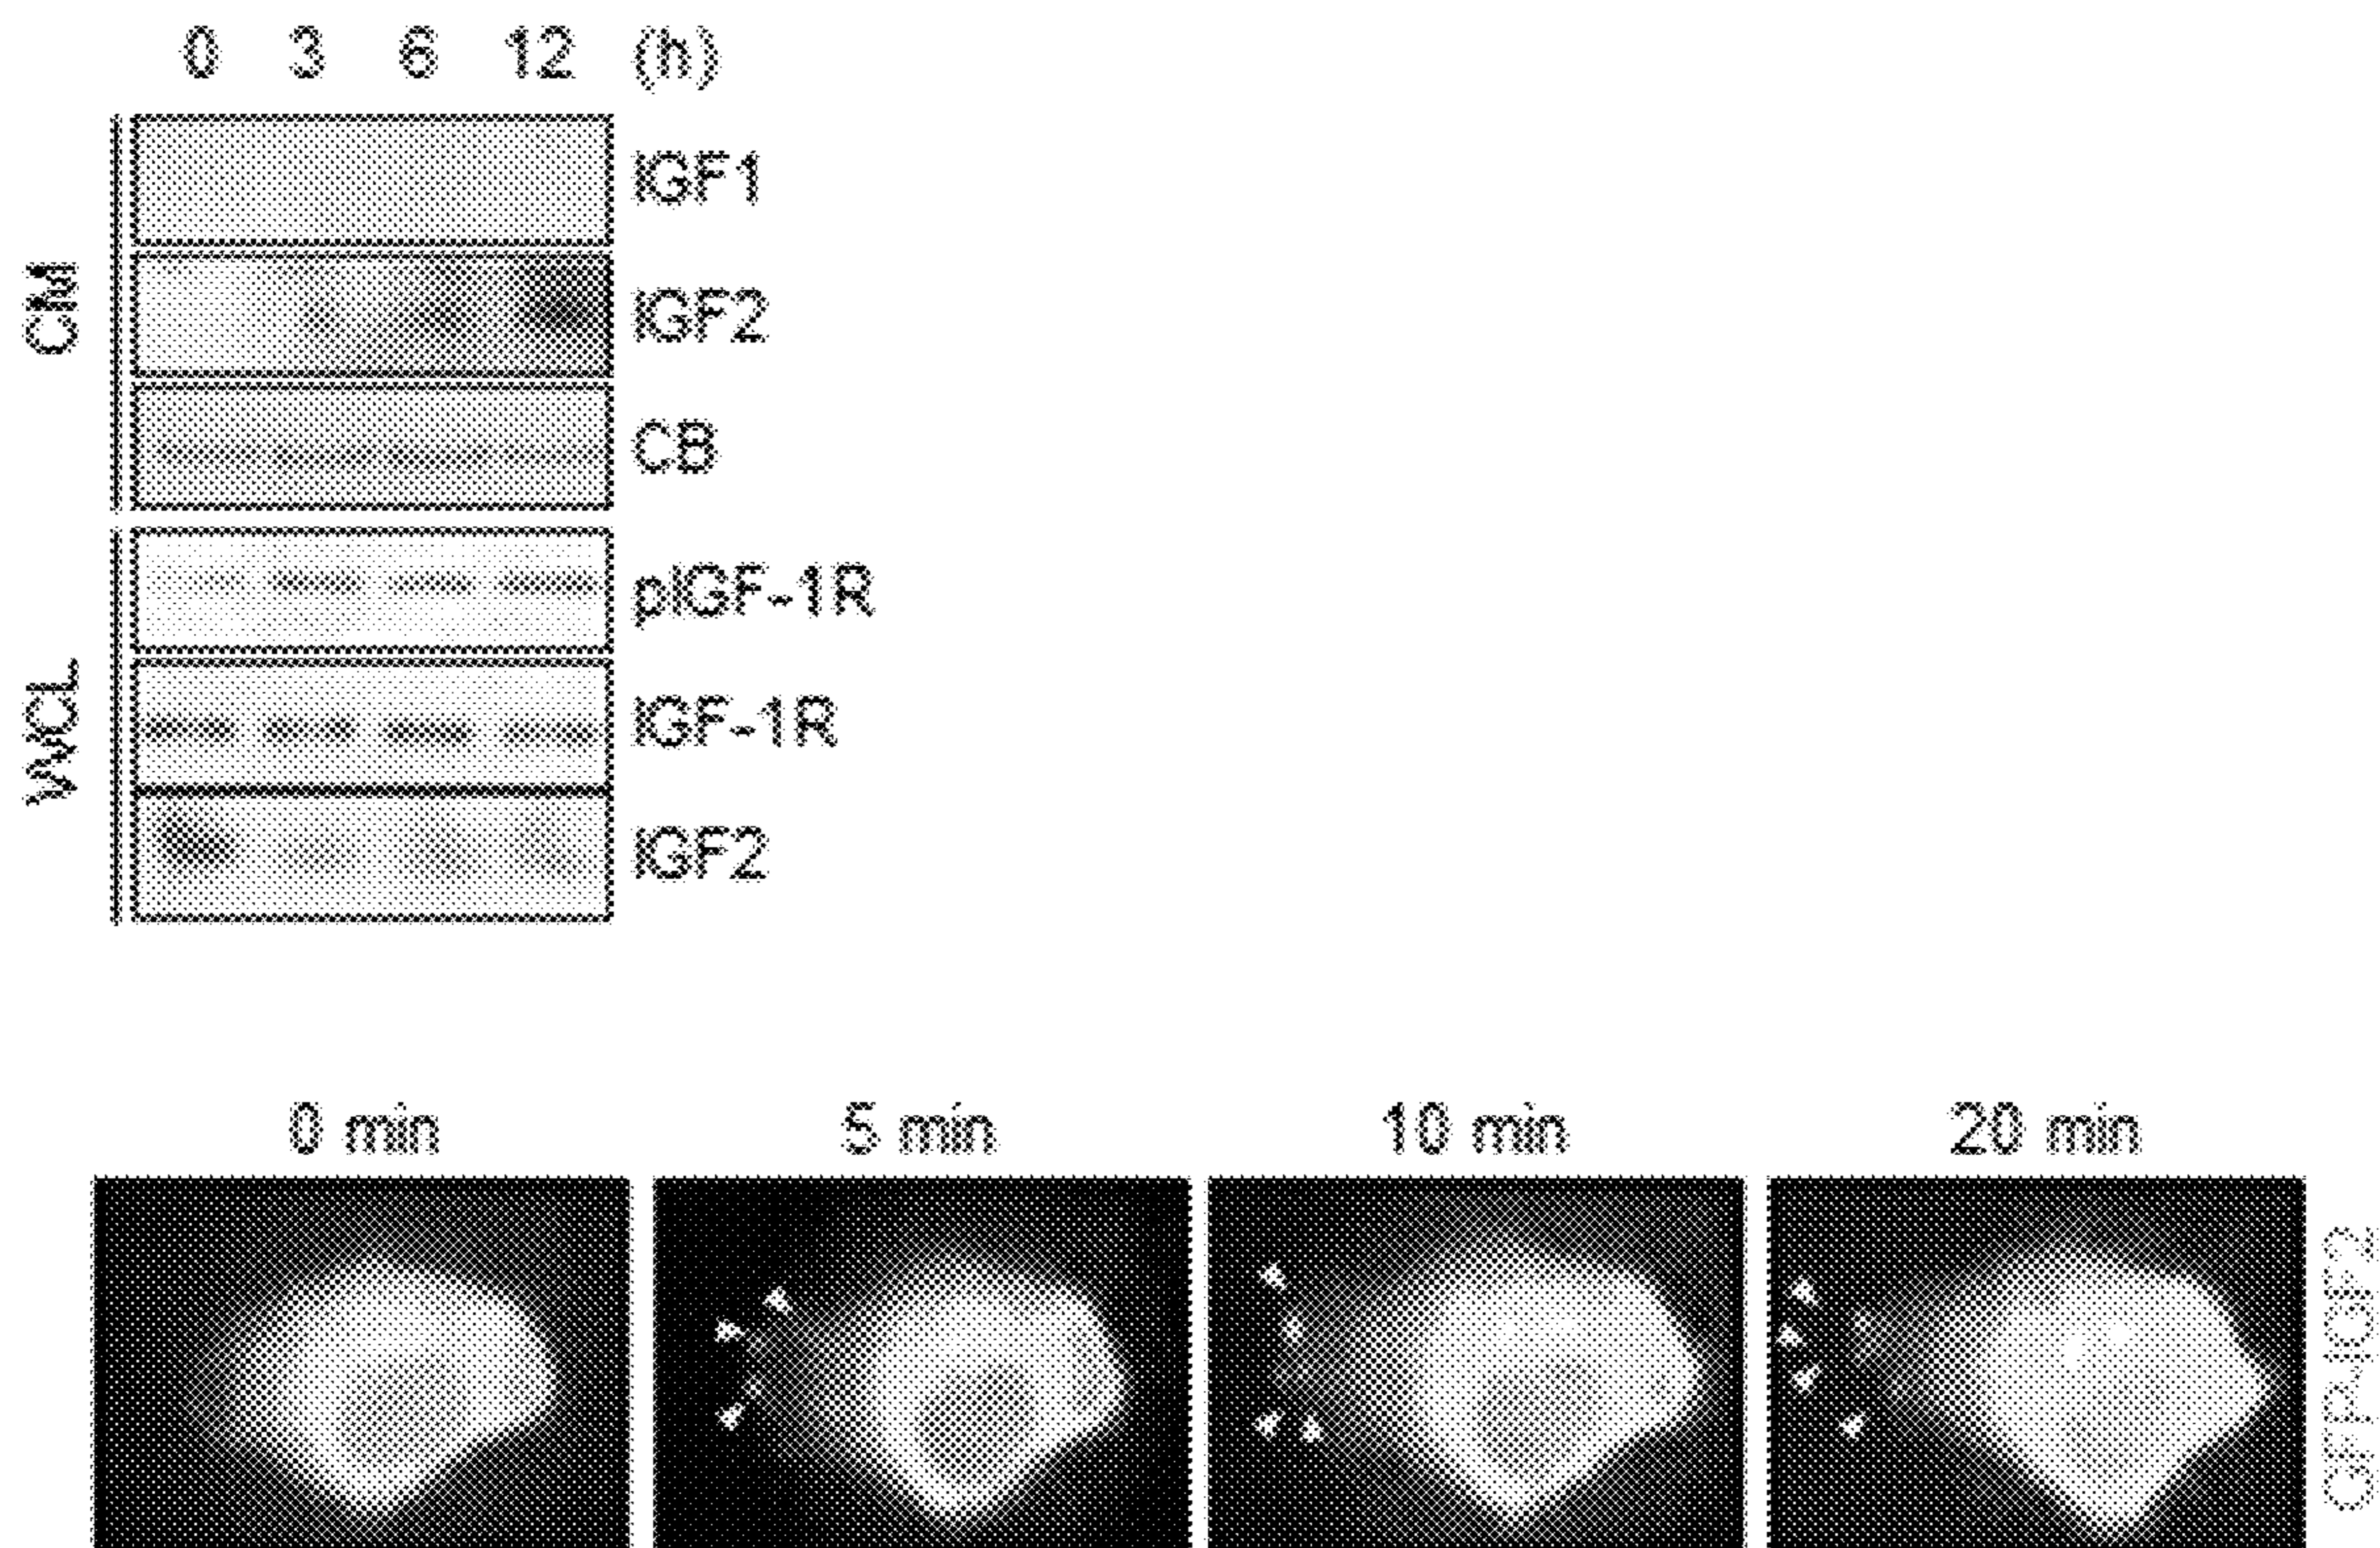 0 3 6 12 (h)
CM
IGF1
IGF2
CB
WCL
pIGF-1R
IGF-1R
IGF2
0 min 5 min 10 min 20 min
GFP-IGF2